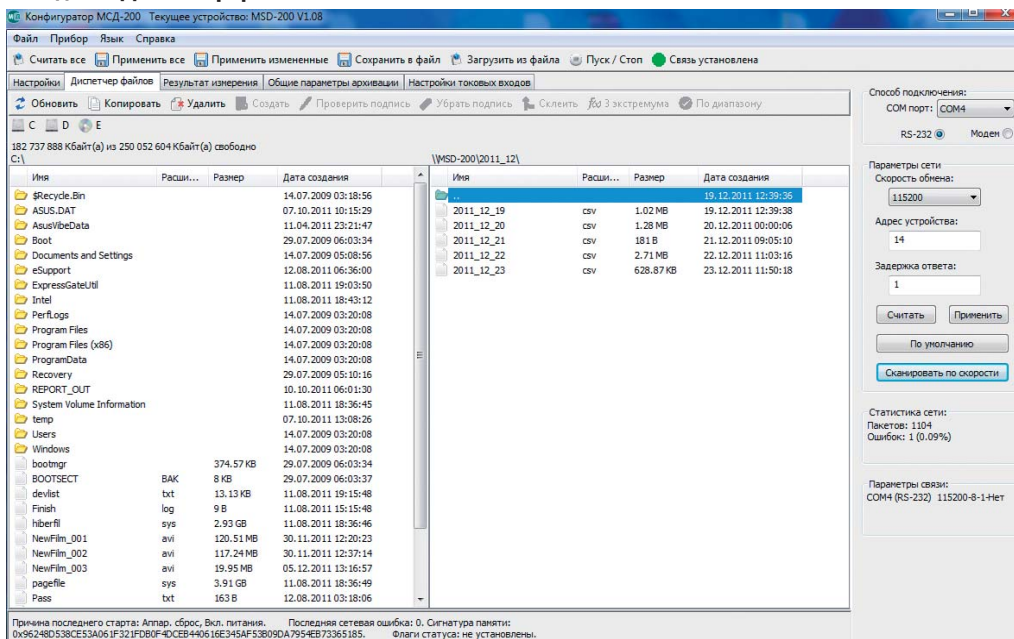 Конфигуратор МСД-200 Текущее устройство: MSD-200 V1.08
Файл Прибор Язык Справка
Считать все Применить все Применить измененные Сохранить в файл Загрузить из файла Пуск / Стоп Связь установлена
Настройки Диспетчер файлов Результат измерения Общие параметры архивации Настройки токовых входов
Обновить Копировать Удалить Создать Проверить подпись Убрать подпись Склеить 3 экстремума По диапазону
C D E
182 737 888 Кбайт(а) из 250 052 604 Кбайт(а) свободно
C:\
Имя Расши... Размер Дата создания
$Recycle.Bin 14.07.2009 03:18:56
ASUS.DAT 07.10.2011 10:15:29
AsusVibeData 11.04.2011 23:21:47
Boot 29.07.2009 06:03:34
Documents and Settings 14.07.2009 05:08:56
eSupport 12.08.2011 06:36:00
ExpressGateUtil 11.08.2011 19:03:50
Intel 11.08.2011 18:43:12
PerfLogs 14.07.2009 03:20:08
Program Files 14.07.2009 03:20:08
Program Files (x86) 14.07.2009 03:20:08
ProgramData 14.07.2009 03:20:08
Recovery 29.07.2009 05:10:16
REPORT_OUT 10.10.2011 06:01:30
System Volume Information 11.08.2011 18:36:45
temp 07.10.2011 13:08:26
Users 14.07.2009 03:20:08
Windows 14.07.2009 03:20:08
bootmgr 374.57 KB 29.07.2009 06:03:34
BOOTSECT BAK 8 KB 29.07.2009 06:03:37
devlist txt 13.13 KB 11.08.2011 19:15:48
Finish log 9 B 11.08.2011 15:15:48
hiberfil sys 2.93 GB 11.08.2011 18:36:46
NewFilm_001 avi 120.51 MB 30.11.2011 12:20:23
NewFilm_002 avi 117.24 MB 30.11.2011 12:37:14
NewFilm_003 avi 19.95 MB 05.12.2011 13:16:57
pagefile sys 3.91 GB 11.08.2011 18:36:49
Pass txt 163 B 12.08.2011 03:18:06
\\MSD-200\2011_12\
Имя Расши... Размер Дата создания
.. 19.12.2011 12:39:36
2011_12_19 csv 1.02 MB 19.12.2011 12:39:38
2011_12_20 csv 1.28 MB 20.12.2011 00:00:06
2011_12_21 csv 181 B 21.12.2011 09:05:10
2011_12_22 csv 2.71 MB 22.12.2011 11:03:16
2011_12_23 csv 628.87 KB 23.12.2011 11:50:18
Способ подключения:
COM порт: COM4
RS-232 Модем
Параметры сети
Скорость обмена:
115200
Адрес устройства:
14
Задержка ответа:
1
Считать Применить
По умолчанию
Сканировать по скорости
Статистика сети:
Пакетов: 1104
Ошибок: 1 (0.09%)
Параметры связи:
COM4 (RS-232) 115200-8-1-Нет
Причина последнего старта: Аппар. сброс, Вкл. питания. Последняя сетевая ошибка: 0. Сигнатура памяти:
0x96248D538CE53A061F321FDB0F4DCEB440616E345AF53B09DA7954EB73365185. Флаги статуса: не установлены.